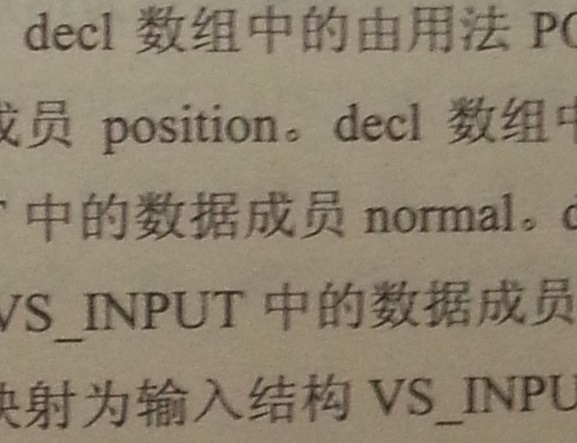 decl 数组中的由用法 PO
成员 position。decl 数组中
中的数据成员 normal。d
VS_INPUT 中的数据成员
映射为输入结构 VS_INPU